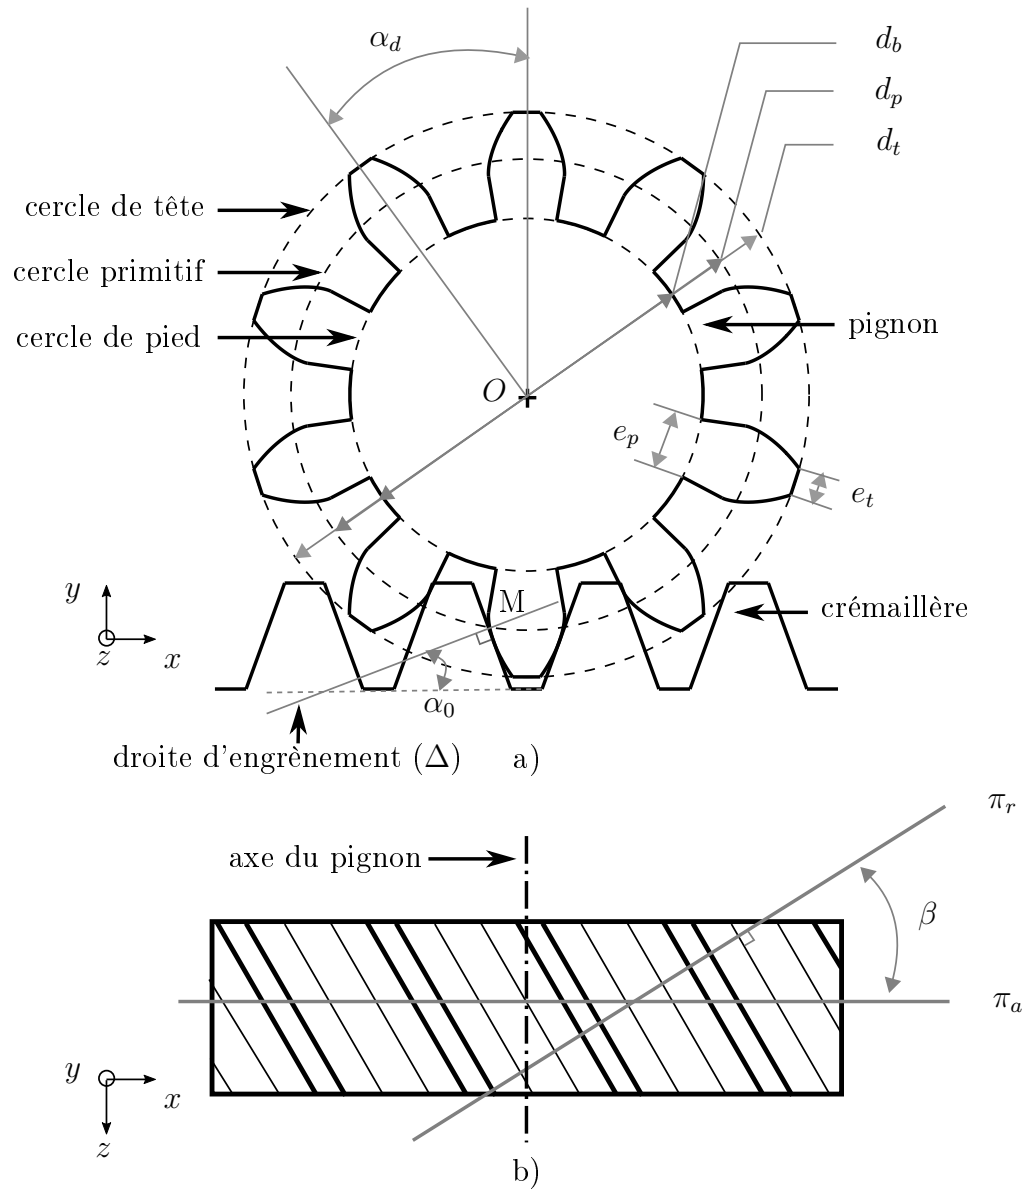 α_d
d_b
d_p
d_t
cercle de tête
cercle primitif
cercle de pied
pignon
O
e_p
e_t
y
z
x
M
crémaillère
α_0
droite d'engrènement (Δ)
a)
π_r
axe du pignon
β
π_a
y
x
z
b)